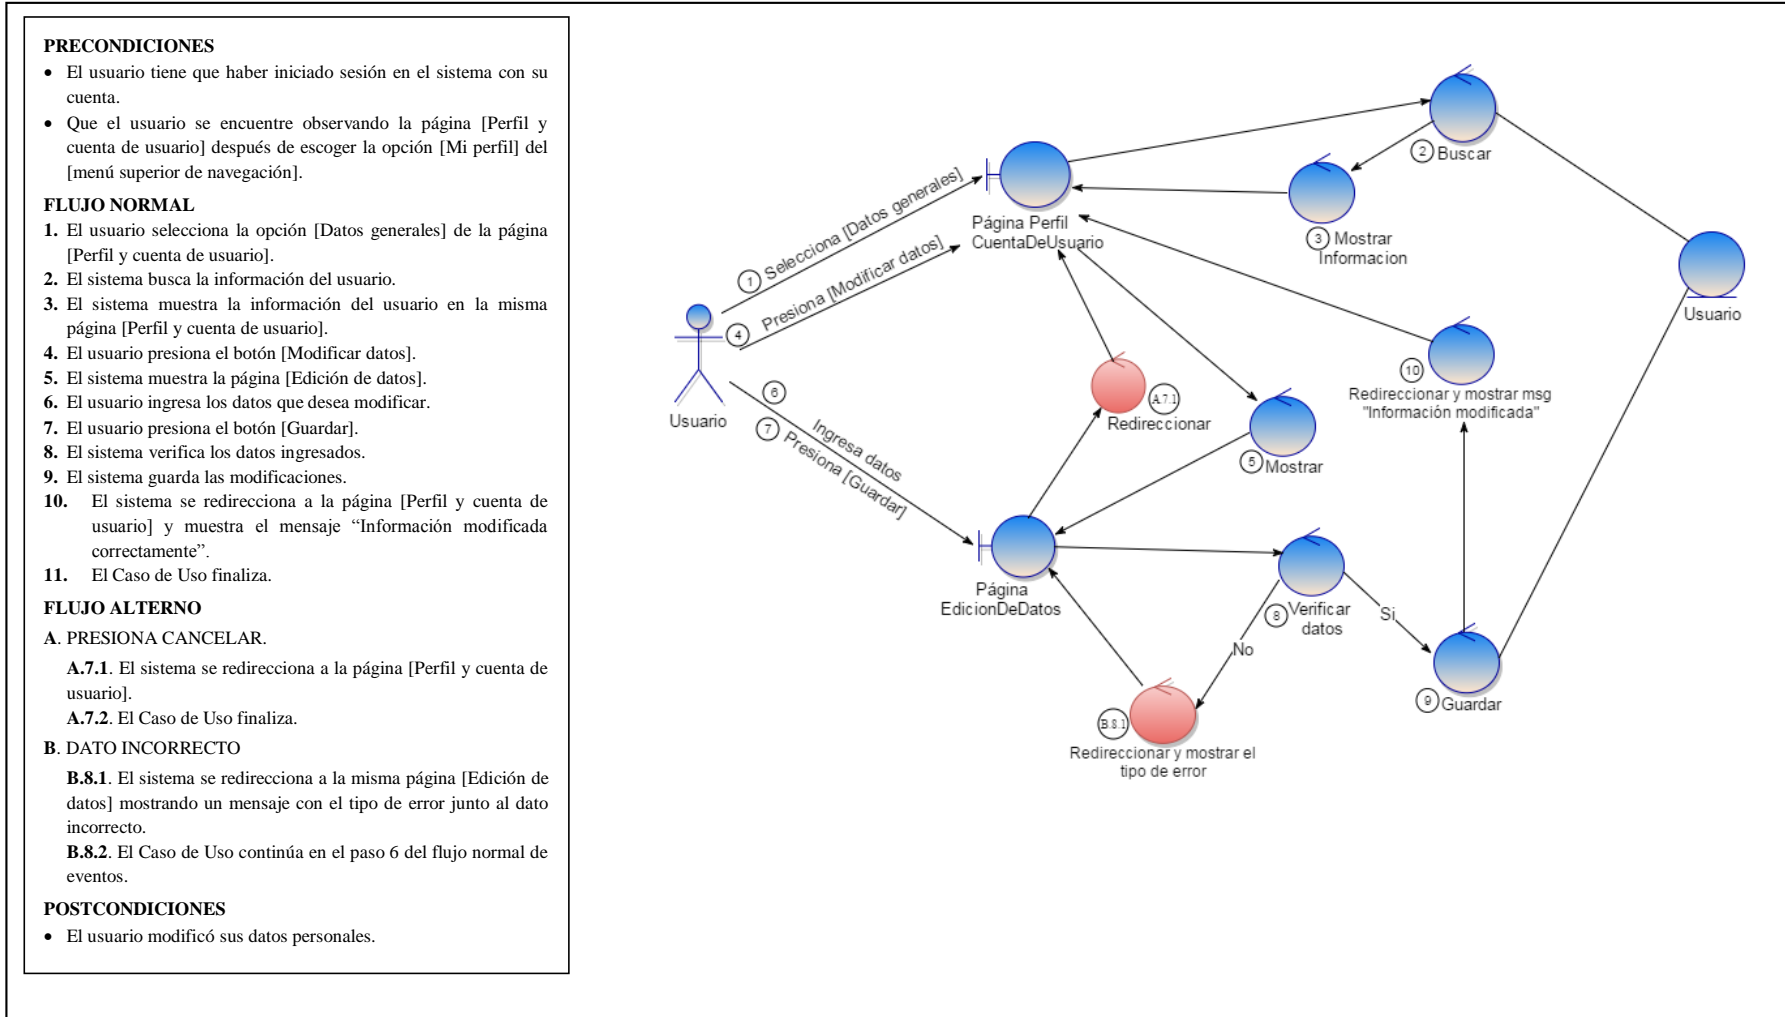 PRECONDICIONES
• El usuario tiene que haber iniciado sesión en el sistema con su
cuenta.
• Que el usuario se encuentre observando la página [Perfil y
cuenta de usuario] después de escoger la opción [Mi perfil] del
[menú superior de navegación].
FLUJO NORMAL
1. El usuario selecciona la opción [Datos generales] de la página
[Perfil y cuenta de usuario].
2. El sistema busca la información del usuario.
3. El sistema muestra la información del usuario en la misma
página [Perfil y cuenta de usuario].
4. El usuario presiona el botón [Modificar datos].
5. El sistema muestra la página [Edición de datos].
6. El usuario ingresa los datos que desea modificar.
7. El usuario presiona el botón [Guardar].
8. El sistema verifica los datos ingresados.
9. El sistema guarda las modificaciones.
10. El sistema se redirecciona a la página [Perfil y cuenta de
usuario] y muestra el mensaje “Información modificada
correctamente”.
11. El Caso de Uso finaliza.
FLUJO ALTERNO
A. PRESIONA CANCELAR.
A.7.1. El sistema se redirecciona a la página [Perfil y cuenta de
usuario].
A.7.2. El Caso de Uso finaliza.
B. DATO INCORRECTO
B.8.1. El sistema se redirecciona a la misma página [Edición de
datos] mostrando un mensaje con el tipo de error junto al dato
incorrecto.
B.8.2. El Caso de Uso continúa en el paso 6 del flujo normal de
eventos.
POSTCONDICIONES
• El usuario modificó sus datos personales.
1 Selecciona [Datos generales]
4 Presiona [Modificar datos]
Usuario
6 Ingresa datos
7 Presiona [Guardar]
Página Perfil
CuentaDeUsuario
2 Buscar
3 Mostrar
Informacion
Usuario
10
Redireccionar y mostrar msg
"Información modificada"
A.7.1
Redireccionar
5 Mostrar
Página
EdicionDeDatos
8 Verificar
datos
Si
No
9 Guardar
B.8.1
Redireccionar y mostrar el
tipo de error